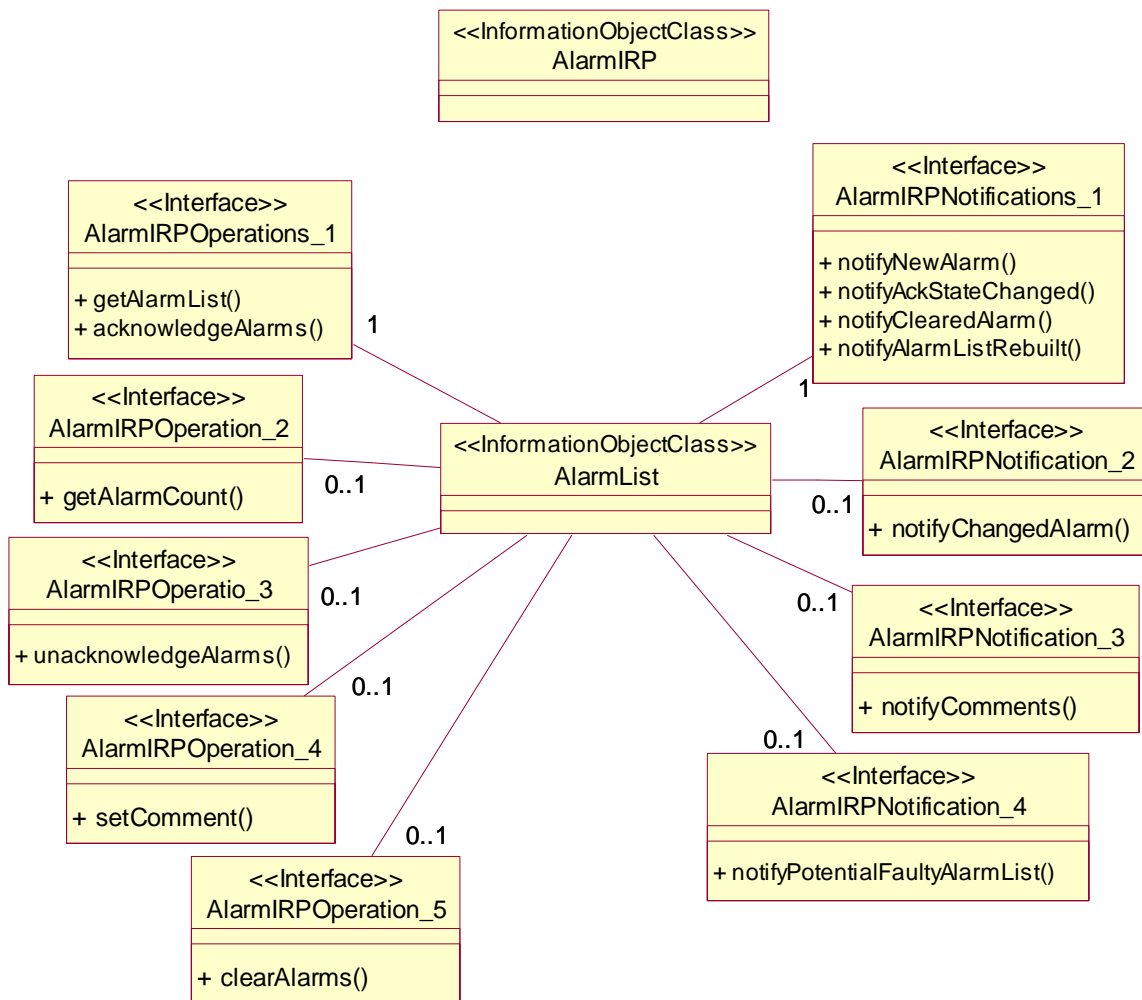 <<InformationObjectClass>>
AlarmIRP
<<Interface>>
AlarmIRPOperations_1
+ getAlarmList()
+ acknowledgeAlarms()
1
<<Interface>>
AlarmIRPNotifications_1
+ notifyNewAlarm()
+ notifyAckStateChanged()
+ notifyClearedAlarm()
+ notifyAlarmListRebuilt()
1
<<Interface>>
AlarmIRPOperation_2
+ getAlarmCount()
0..1
<<InformationObjectClass>>
AlarmList
<<Interface>>
AlarmIRPNotification_2
+ notifyChangedAlarm()
0..1
<<Interface>>
AlarmIRPOperatio_3
+ unacknowledgeAlarms()
0..1
<<Interface>>
AlarmIRPNotification_3
+ notifyComments()
0..1
<<Interface>>
AlarmIRPOperation_4
+ setComment()
0..1
<<Interface>>
AlarmIRPNotification_4
+ notifyPotentialFaultyAlarmList()
0..1
<<Interface>>
AlarmIRPOperation_5
+ clearAlarms()
0..1